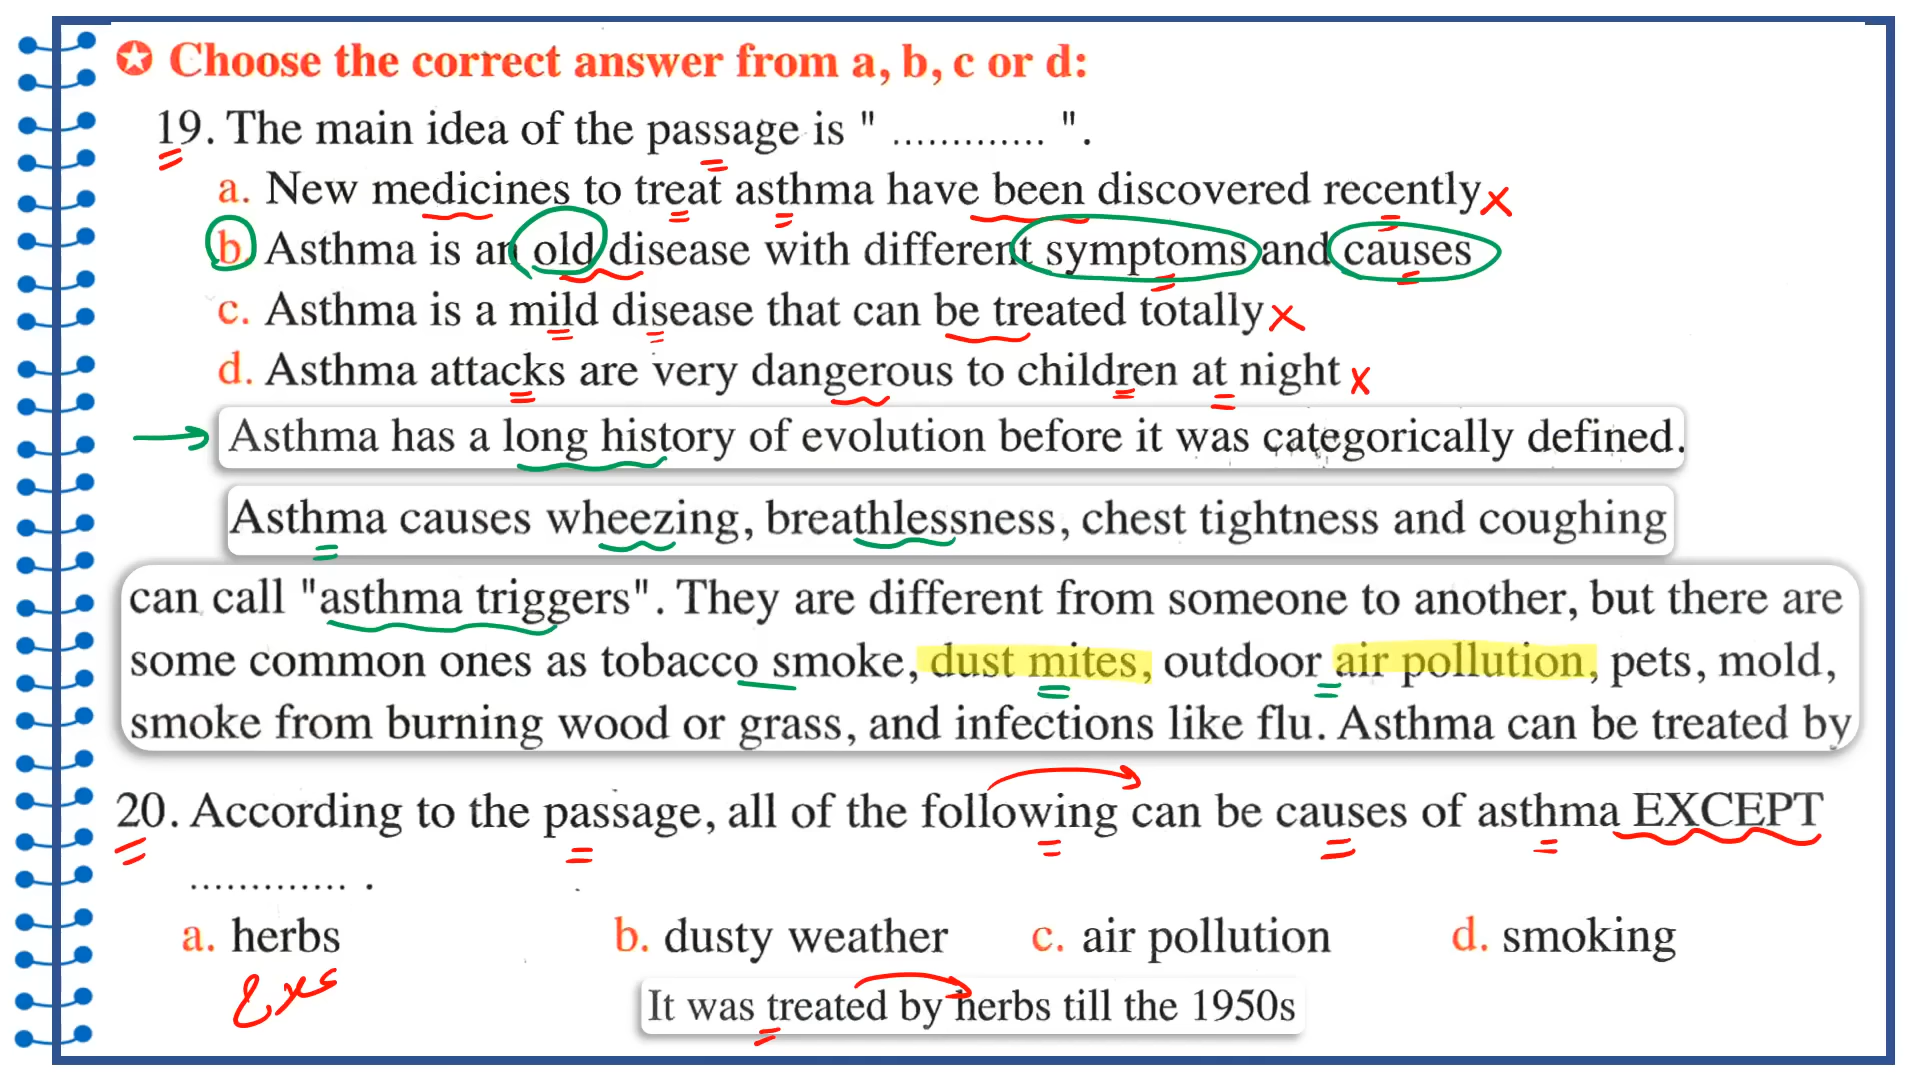 Choose the correct answer from a, b, c or d:
19. The main idea of the passage is " ............. ".
a. New medicines to treat asthma have been discovered recently
b. Asthma is an old disease with different symptoms and causes
c. Asthma is a mild disease that can be treated totally
d. Asthma attacks are very dangerous to children at night
Asthma has a long history of evolution before it was categorically defined.
Asthma causes wheezing, breathlessness, chest tightness and coughing
can call "asthma triggers". They are different from someone to another, but there are
some common ones as tobacco smoke, dust mites, outdoor air pollution, pets, mold,
smoke from burning wood or grass, and infections like flu. Asthma can be treated by
20. According to the passage, all of the following can be causes of asthma EXCEPT
............. .
a. herbs b. dusty weather c. air pollution d. smoking
It was treated by herbs till the 1950s